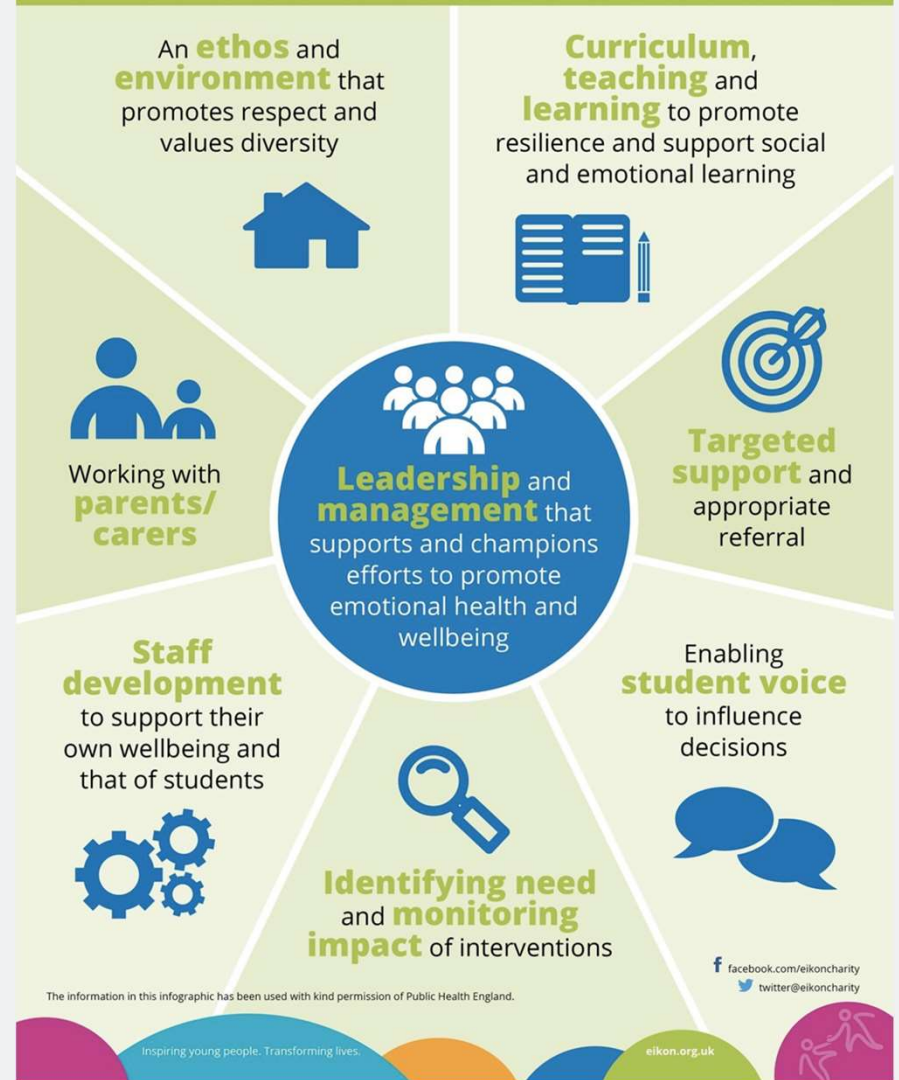 An ethos and
environment that
promotes respect and
values diversity
Curriculum,
teaching and
learning to promote
resilience and support social
and emotional learning
Targeted
support and
appropriate
referral
Enabling
student voice
to influence
decisions
Identifying need
and monitoring
impact of interventions
Staff
development
to support their
own wellbeing and
that of students
Working with
parents/
carers
Leadership and
management that
supports and champions
efforts to promote
emotional health and
wellbeing
facebook.com/eikoncharity
twitter@eikoncharity
The information in this infographic has been used with kind permission of Public Health England.
Inspiring young people. Transforming lives.
eikon.org.uk